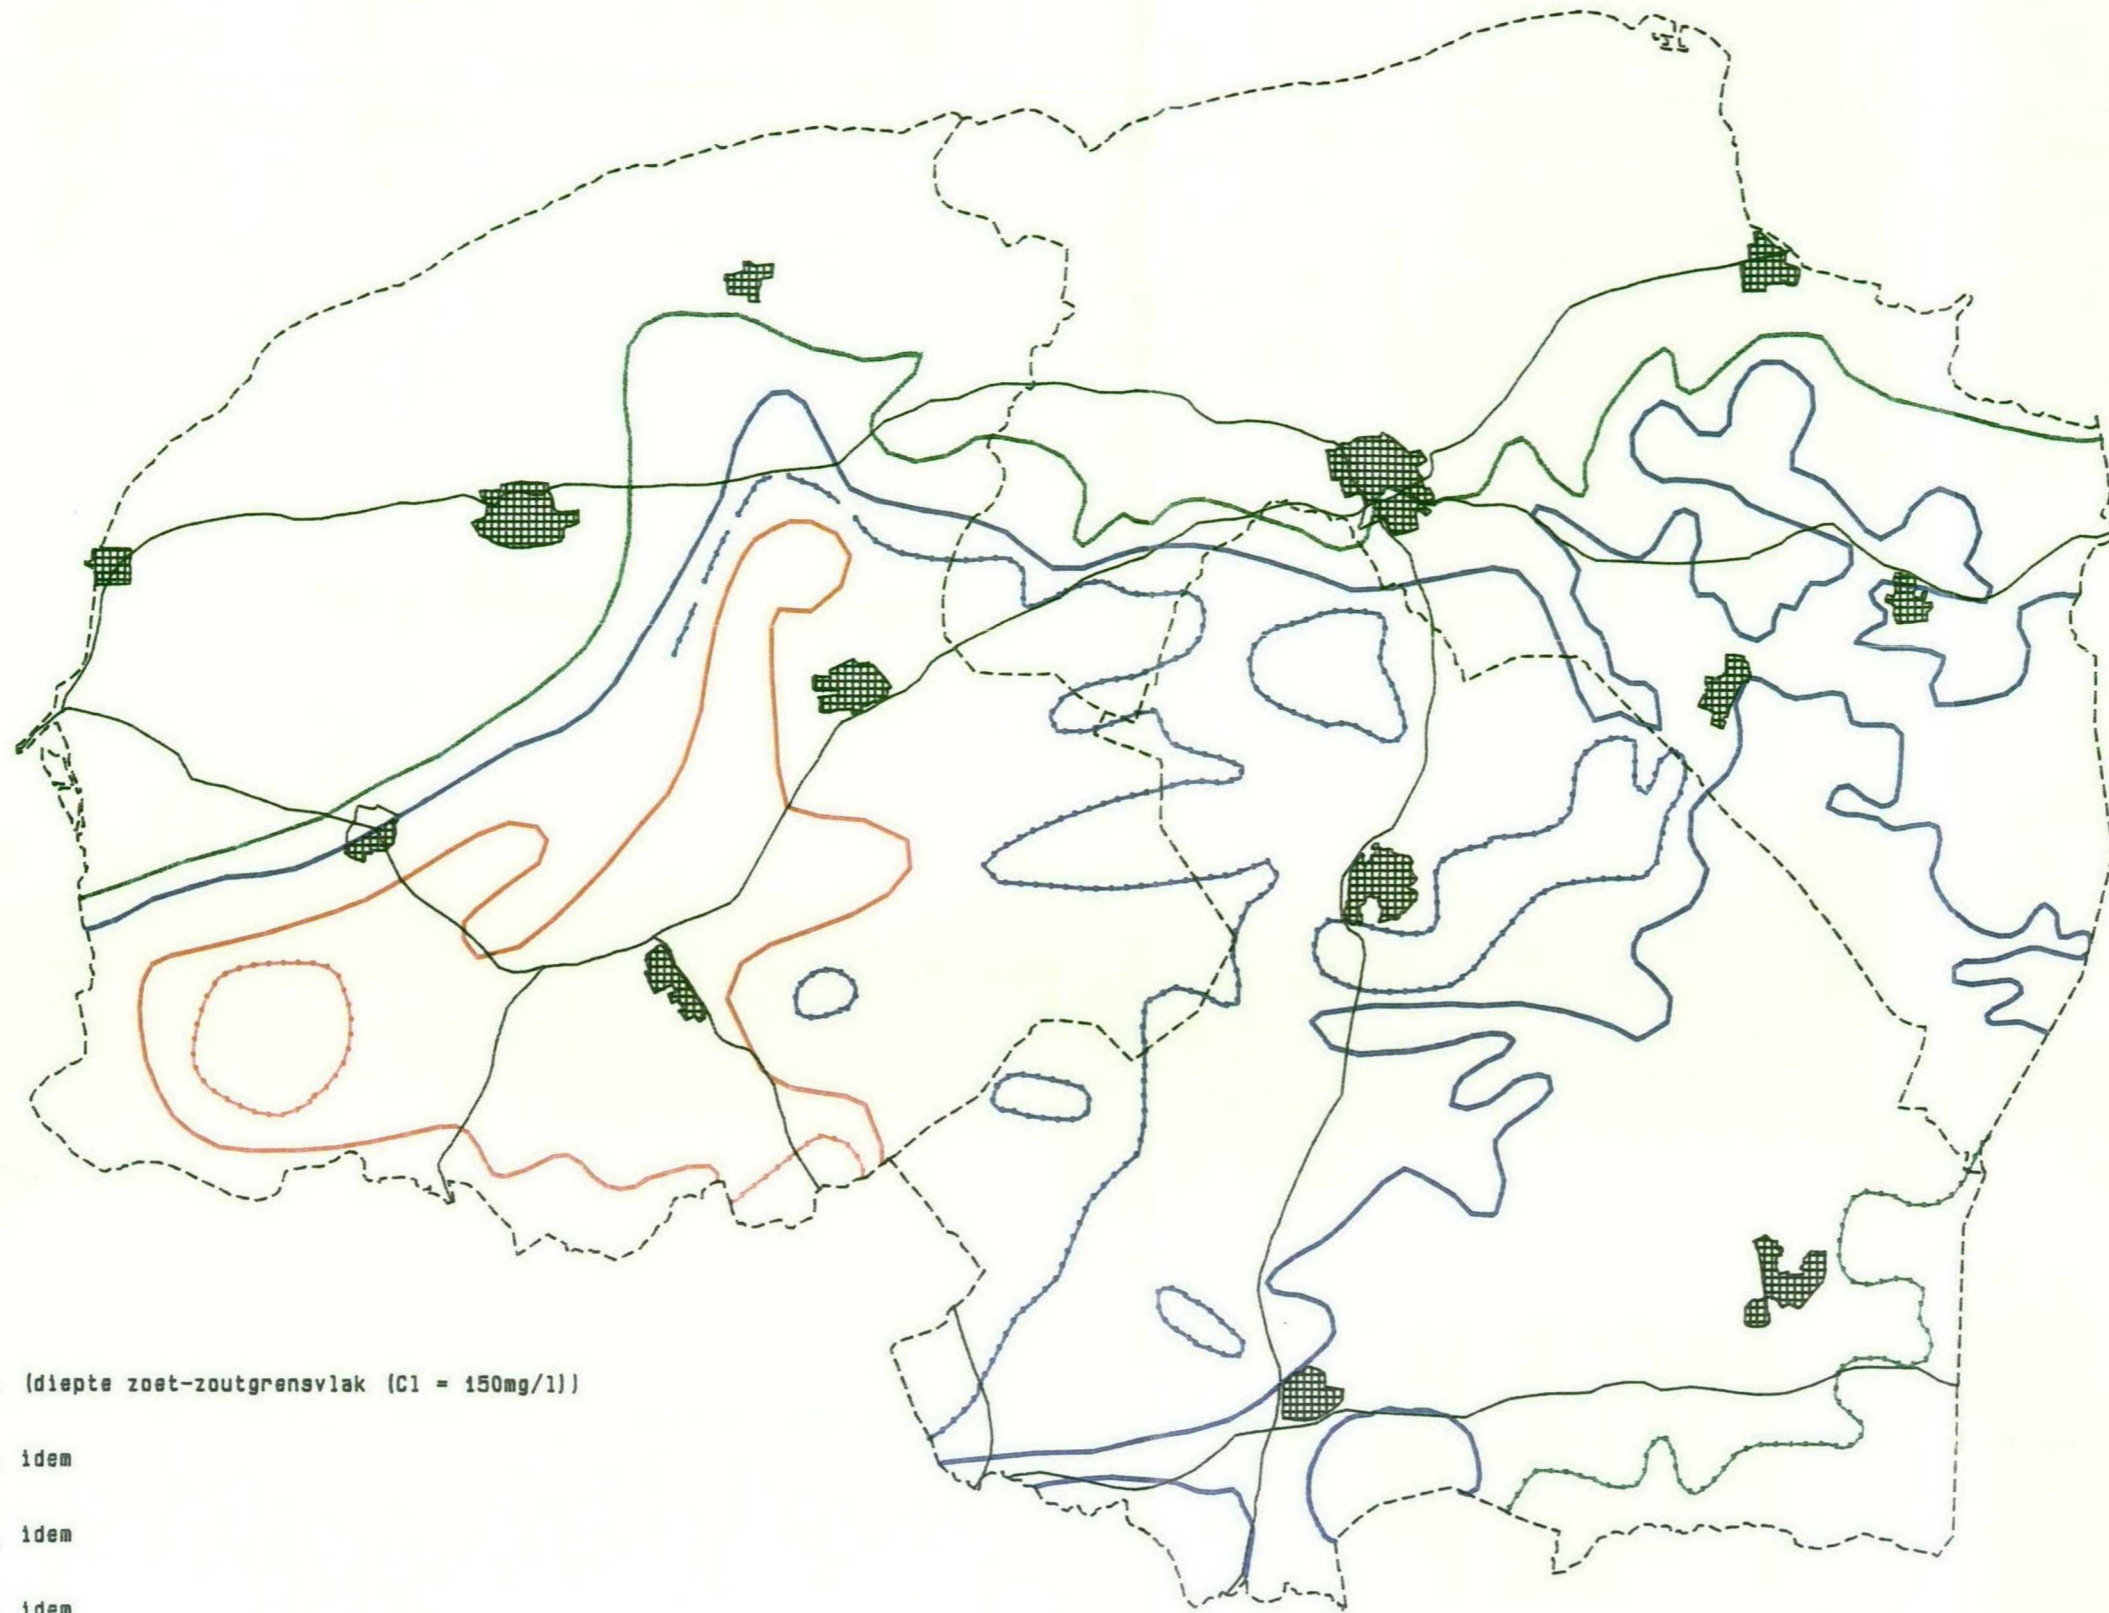 (diepte zoet-zoutgrensvlak (Cl = 150mg/l))
idem
idem
idem